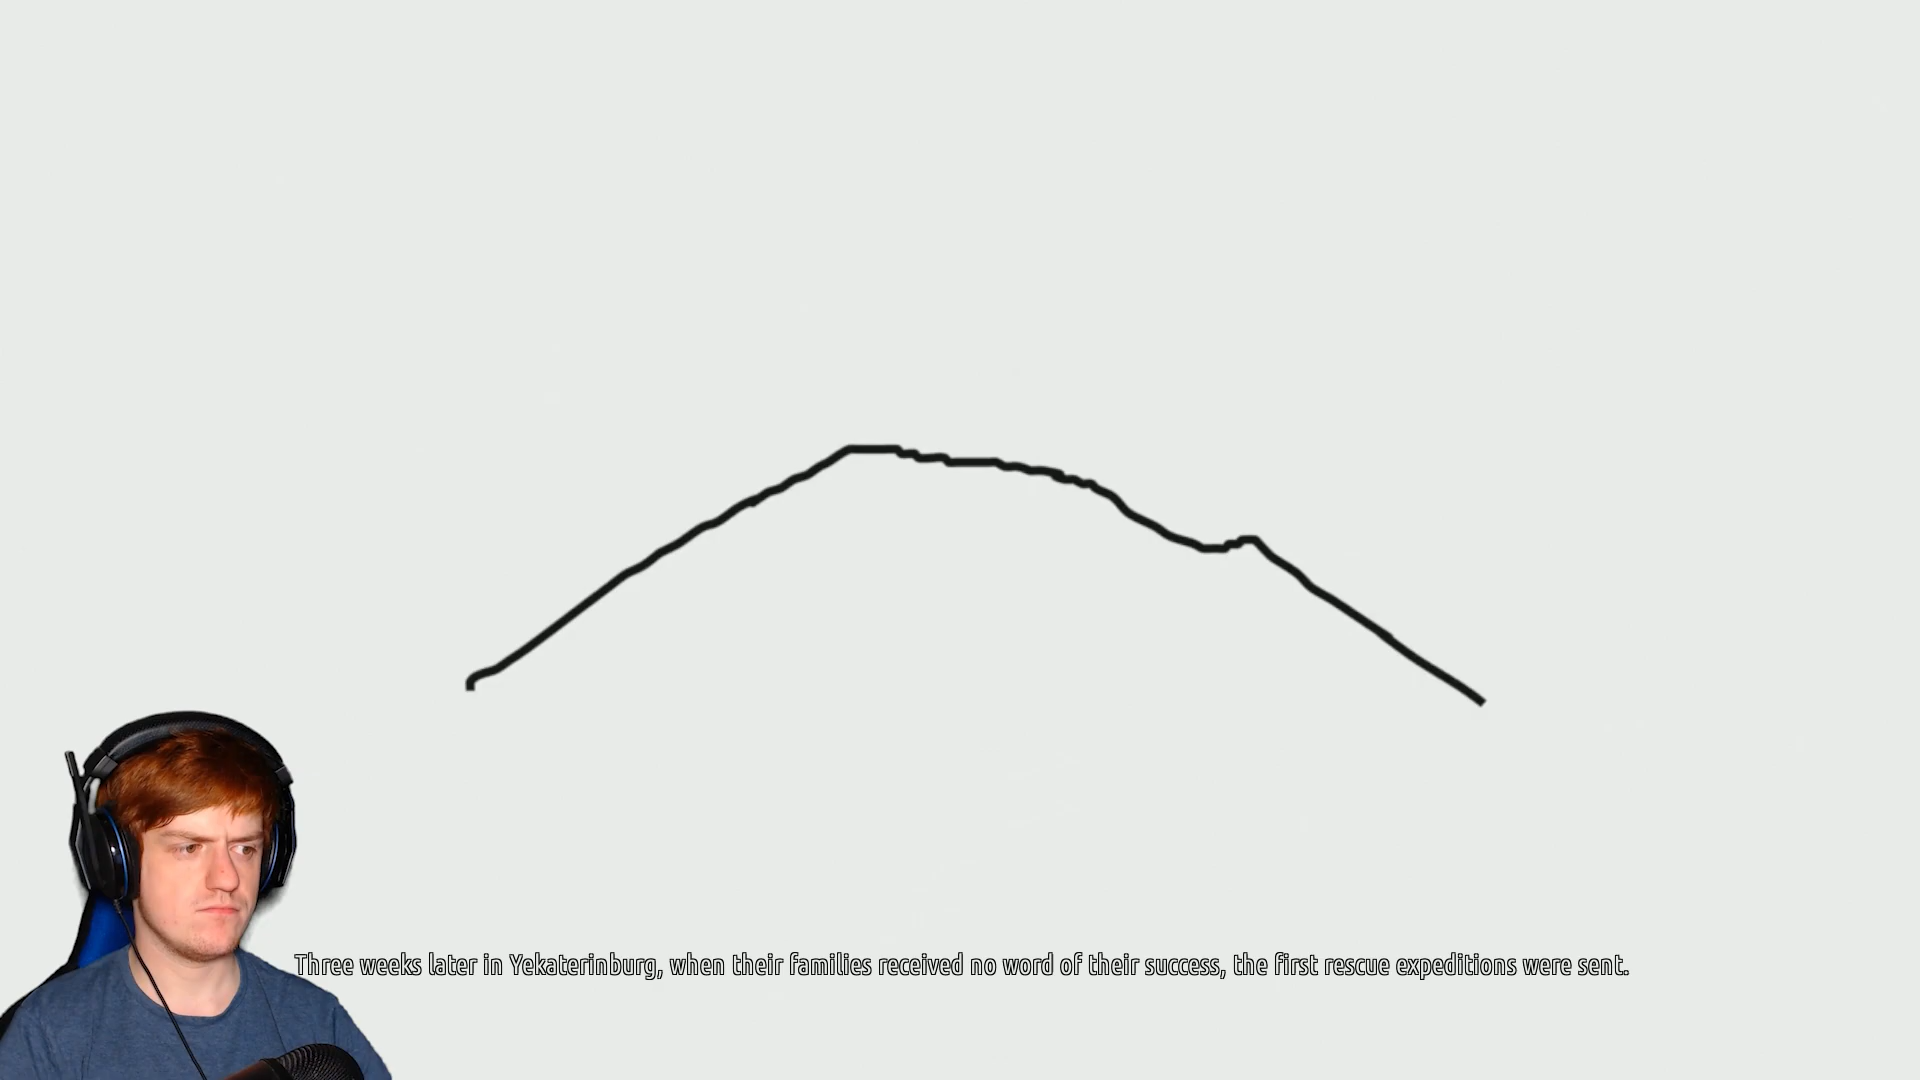 Three weeks later in Yekaterinburg, when their families received no word of their success, the first rescue expeditions were sent.